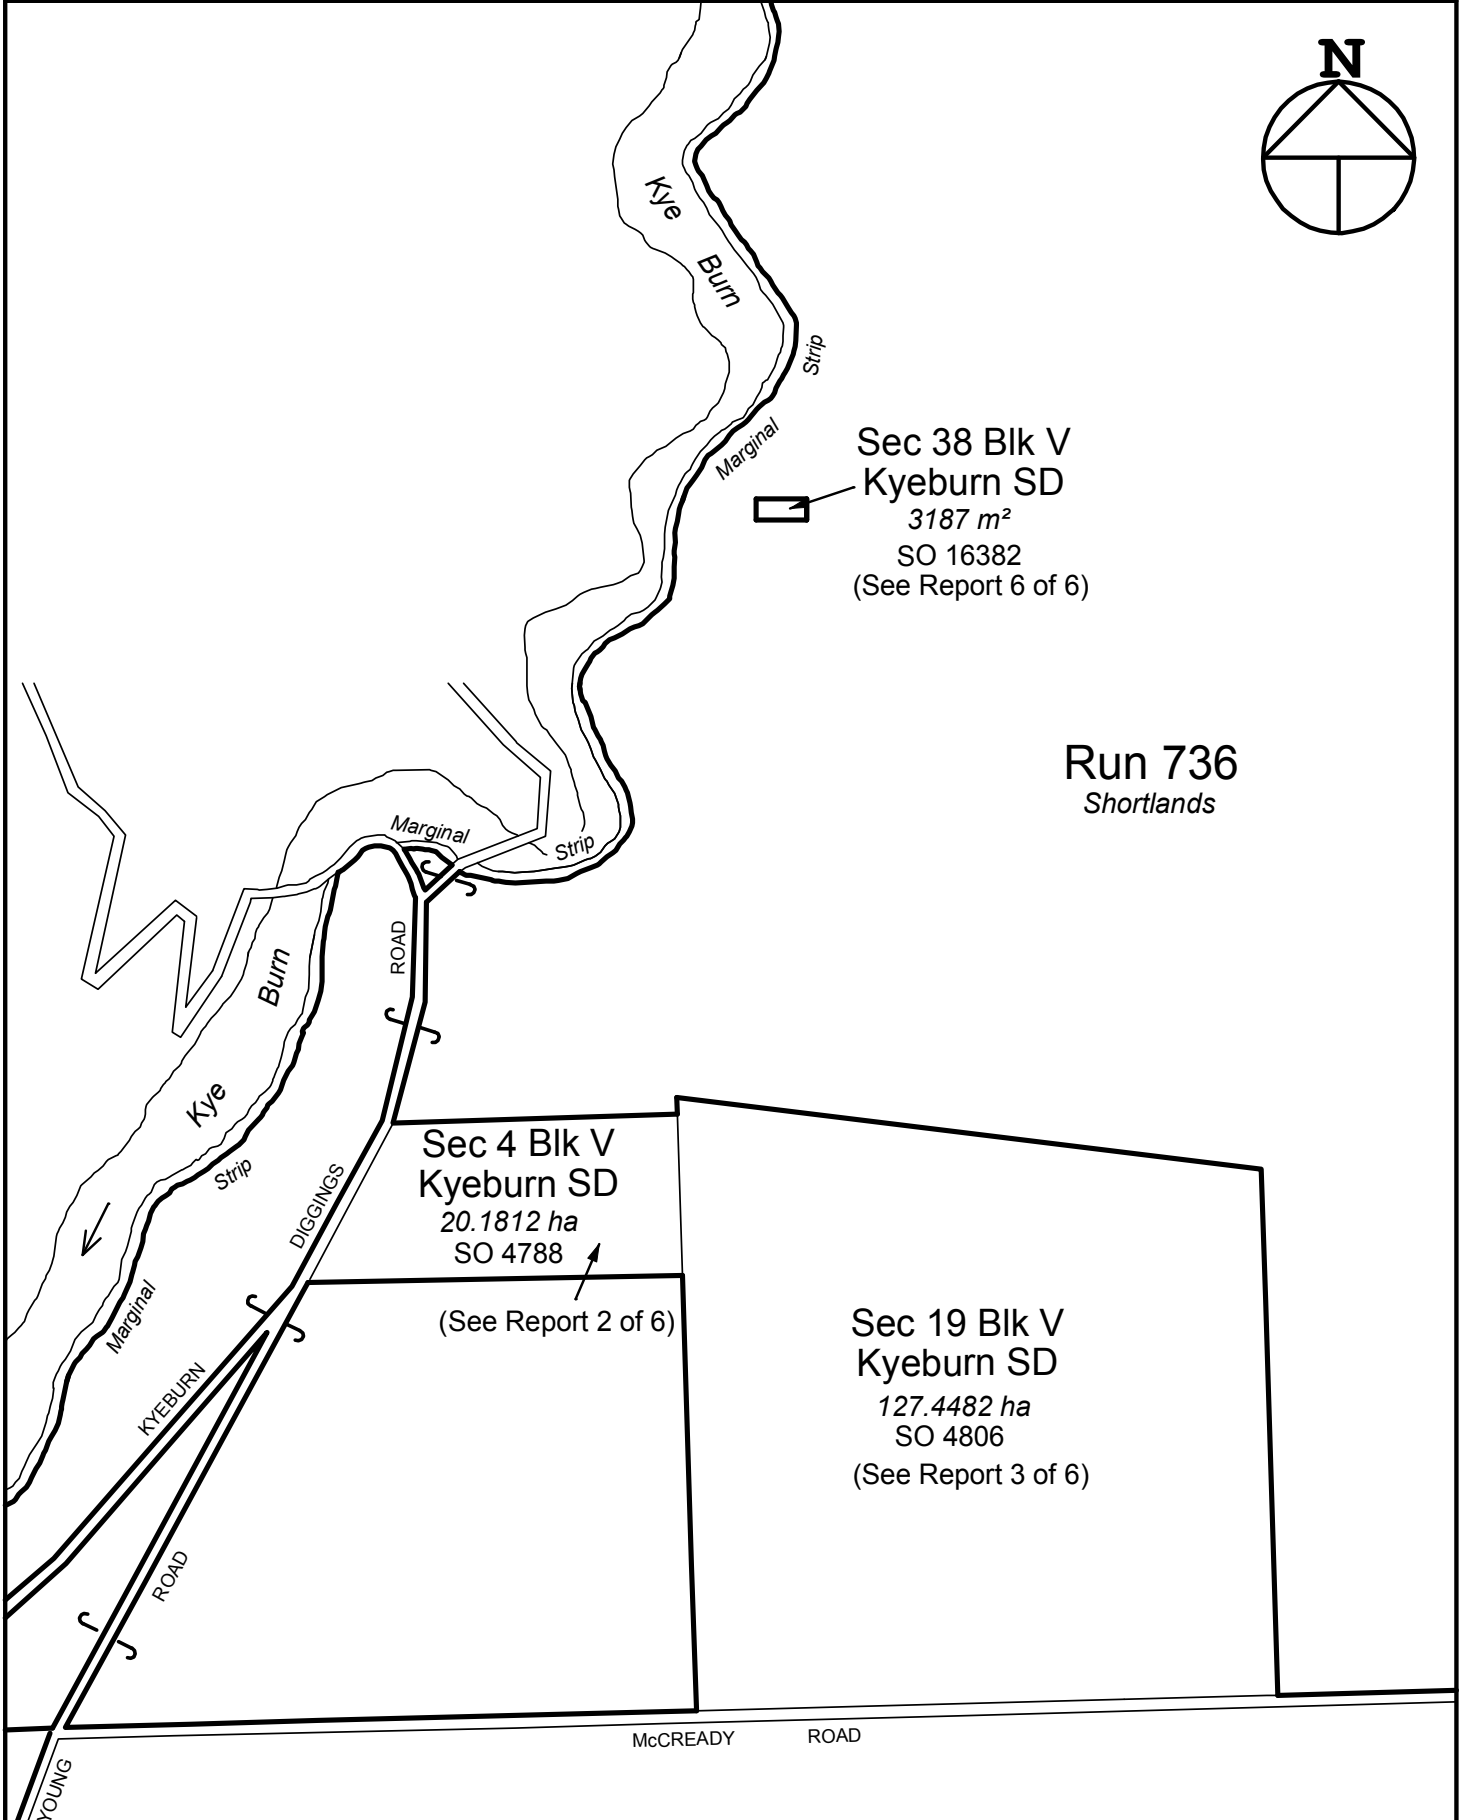 N
Kye
Burn
Strip
Marginal
Sec 38 Blk V
Kyeburn SD
3187 m²
SO 16382
(See Report 6 of 6)
Run 736
Shortlands
Marginal
Strip
ROAD
Burn
Kye
Strip
Marginal
DIGGINGS
Sec 4 Blk V
Kyeburn SD
20.1812 ha
SO 4788
(See Report 2 of 6)
Sec 19 Blk V
Kyeburn SD
127.4482 ha
SO 4806
(See Report 3 of 6)
KYEBURN
ROAD
McCREADY ROAD
YOUNG